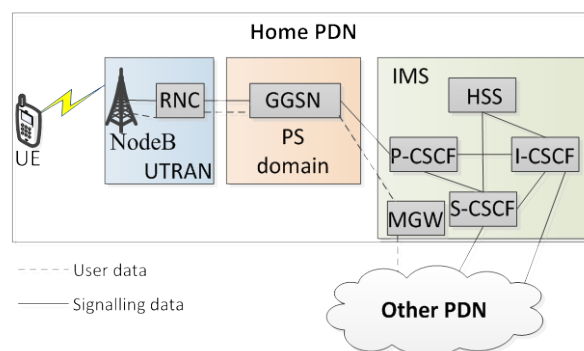 Home PDN
IMS
HSS
RNC
GGSN
UE
NodeB
UTRAN
PS
domain
P-CSCF
I-CSCF
MGW
S-CSCF
User data
Signalling data
Other PDN